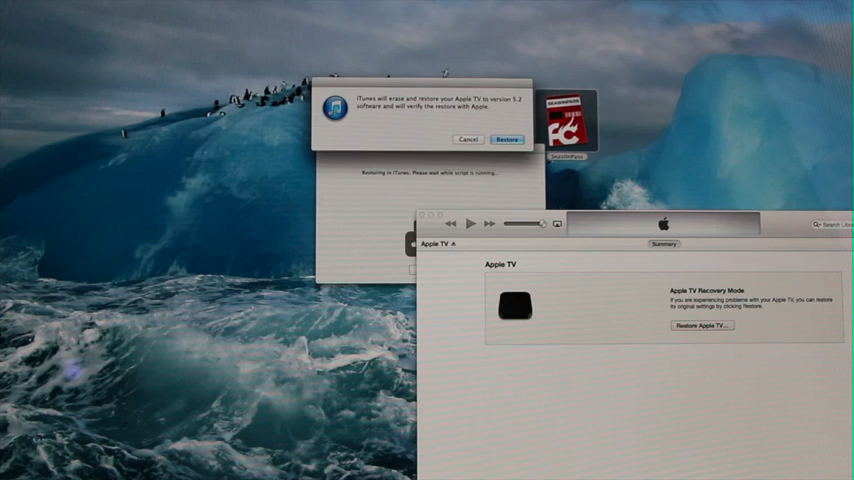 iTunes will erase and restore your Apple TV to version 5.2
software and will verify the restore with Apple.
Cancel
Restore
SEASONPASS
FC
Seas0nPass
Restoring in iTunes. Please wait while script is running...
Search Libra
Apple TV
Summary
Apple TV
Apple TV Recovery Mode
If you are experiencing problems with your Apple TV, you can restore
its original settings by clicking Restore.
Restore Apple TV...